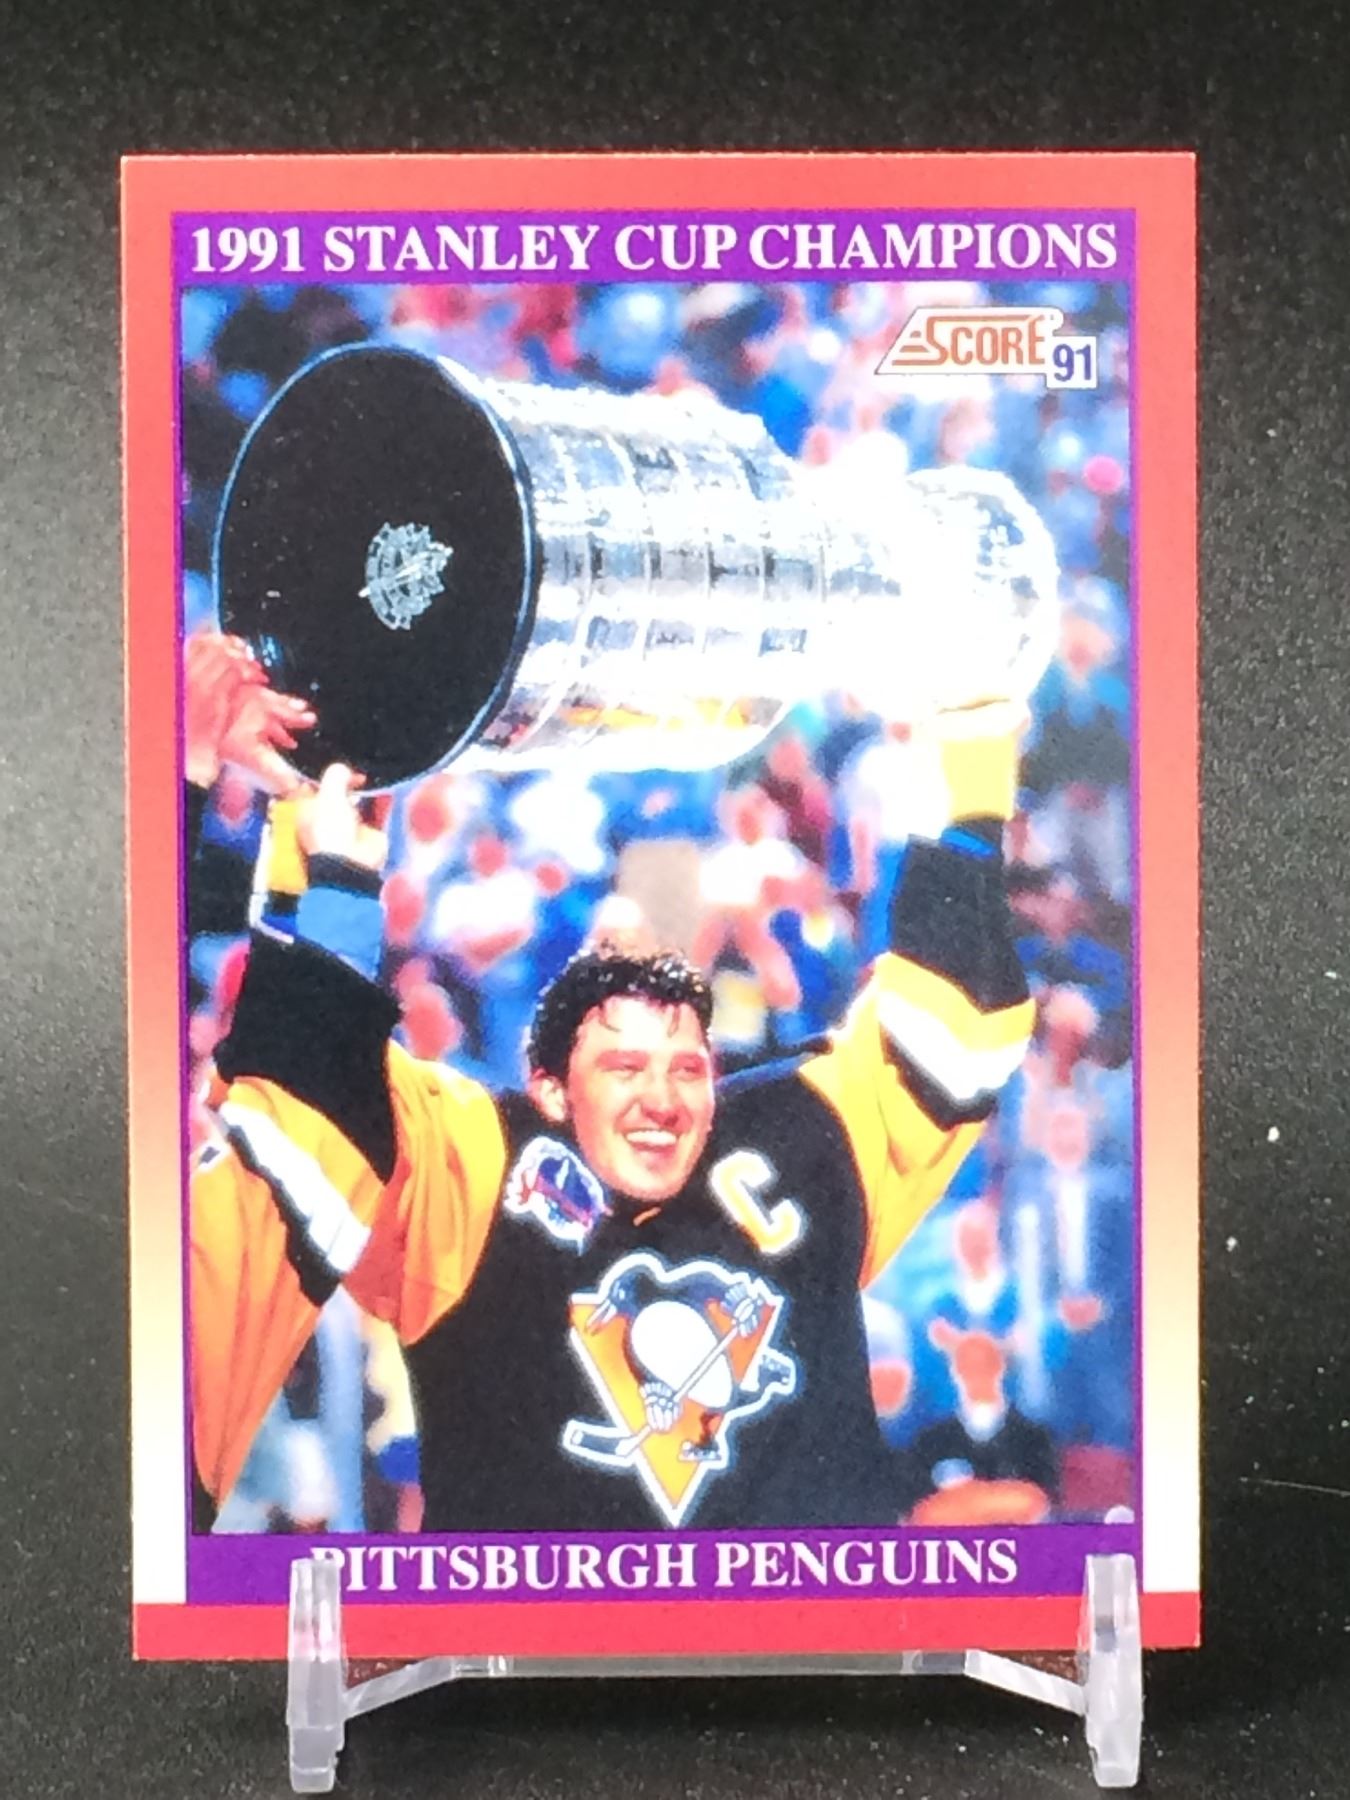 1991 STANLEY CUP CHAMPIONS
SCORE
91
C
PITTSBURGH PENGUINS